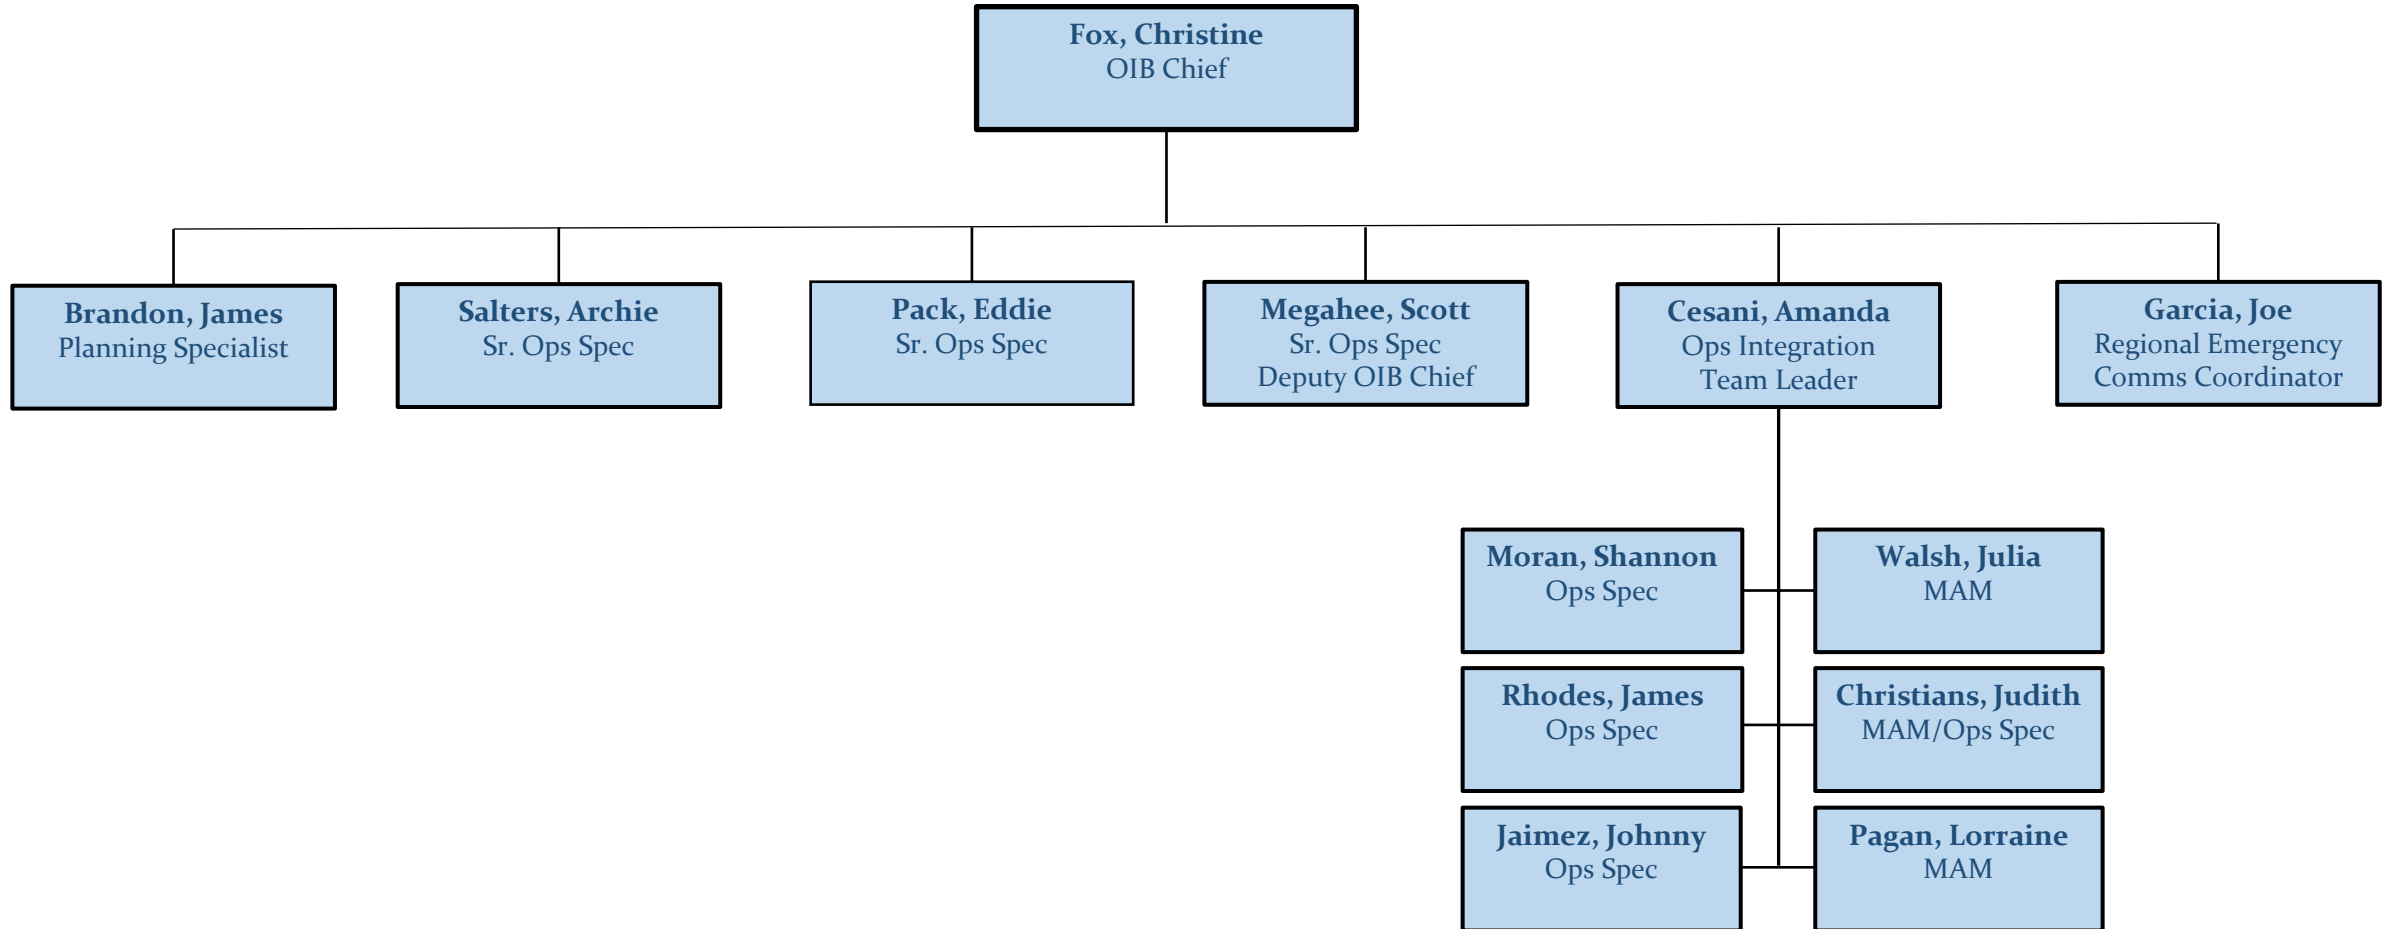 Fox, Christine
OIB Chief
Brandon, James
Planning Specialist
Salters, Archie
Sr. Ops Spec
Pack, Eddie
Sr. Ops Spec
Megahee, Scott
Sr. Ops Spec
Deputy OIB Chief
Cesani, Amanda
Ops Integration
Team Leader
Garcia, Joe
Regional Emergency
Comms Coordinator
Moran, Shannon
Ops Spec
Walsh, Julia
MAM
Rhodes, James
Ops Spec
Christians, Judith
MAM/Ops Spec
Jaimez, Johnny
Ops Spec
Pagan, Lorraine
MAM